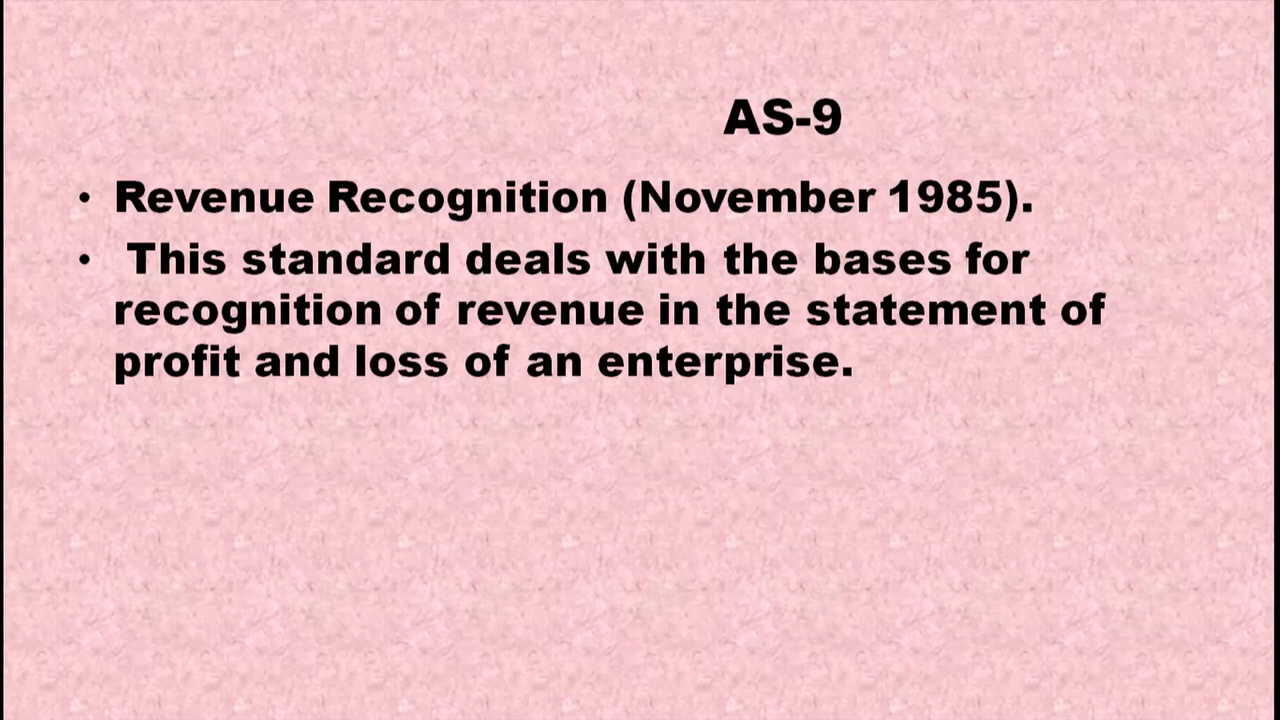 AS-9
• Revenue Recognition (November 1985).
• This standard deals with the bases for
recognition of revenue in the statement of
profit and loss of an enterprise.